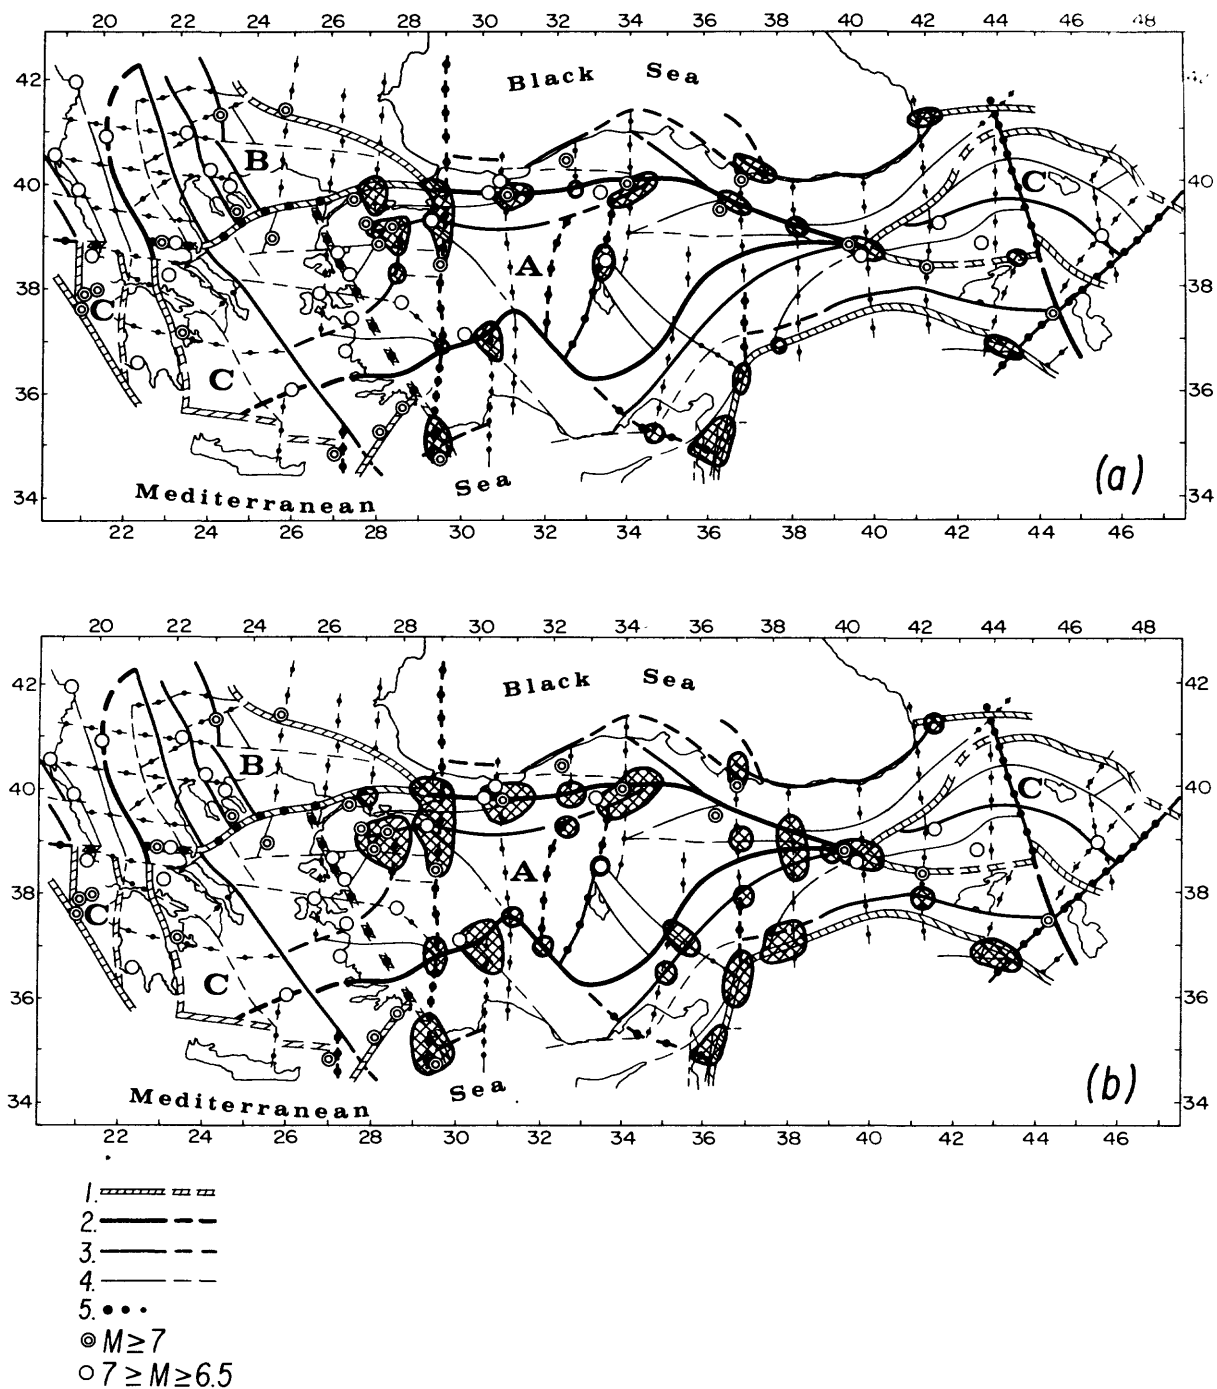 20 22 24 26 28 30 32 34 36 38 40 42 44 46 48
42
Black Sea
B
40 C 40
A
38 C 38
C
36 36
(a)
Mediterranean Sea
34 34
22 24 26 28 30 32 34 36 38 40 42 44 46
20 22 24 26 28 30 32 34 36 38 40 42 44 46 48
42 Black Sea 42
B
40 C 40
A
38 C 38
C
36 36
(b)
Mediterranean Sea
34 34
22 24 26 28 30 32 34 36 38 40 42 44 46
1.
2.
3.
4.
5.
M ≥ 7
7 ≥ M ≥ 6.5